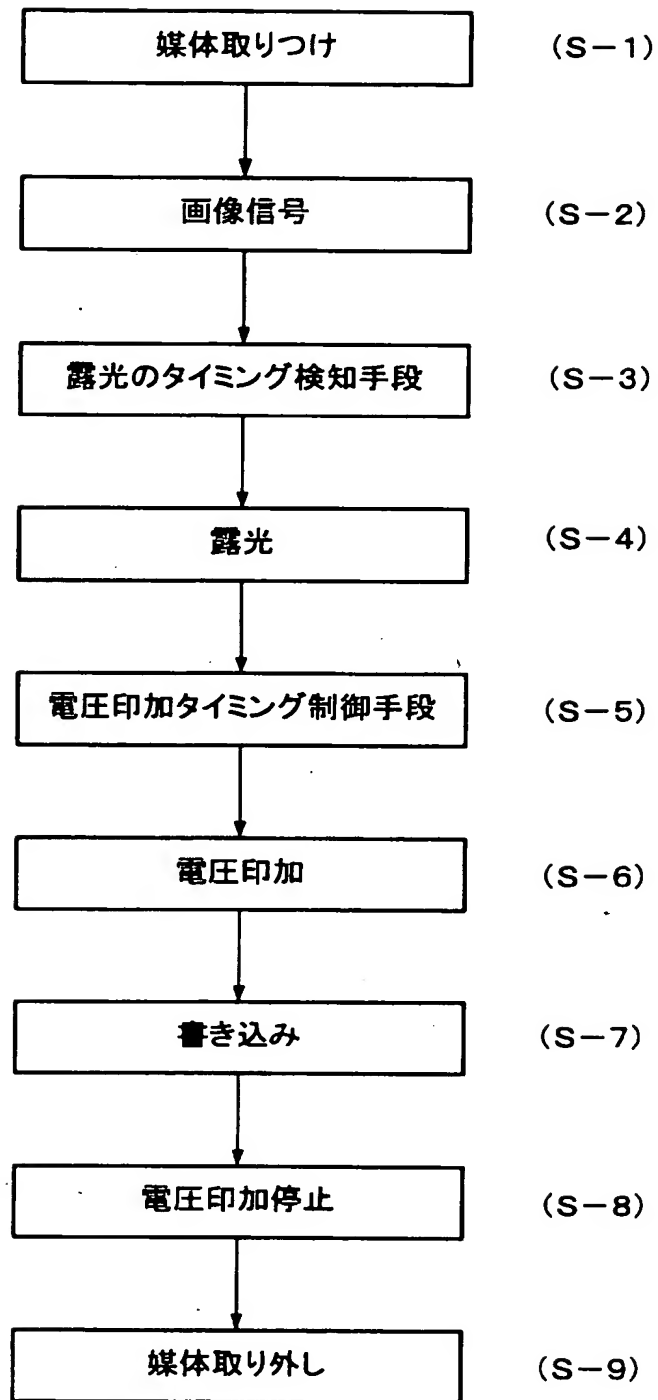 媒体取りつけ (S-1)
画像信号 (S-2)
露光のタイミング検知手段 (S-3)
露光 (S-4)
電圧印加タイミング制御手段 (S-5)
電圧印加 (S-6)
書き込み (S-7)
電圧印加停止 (S-8)
媒体取り外し (S-9)